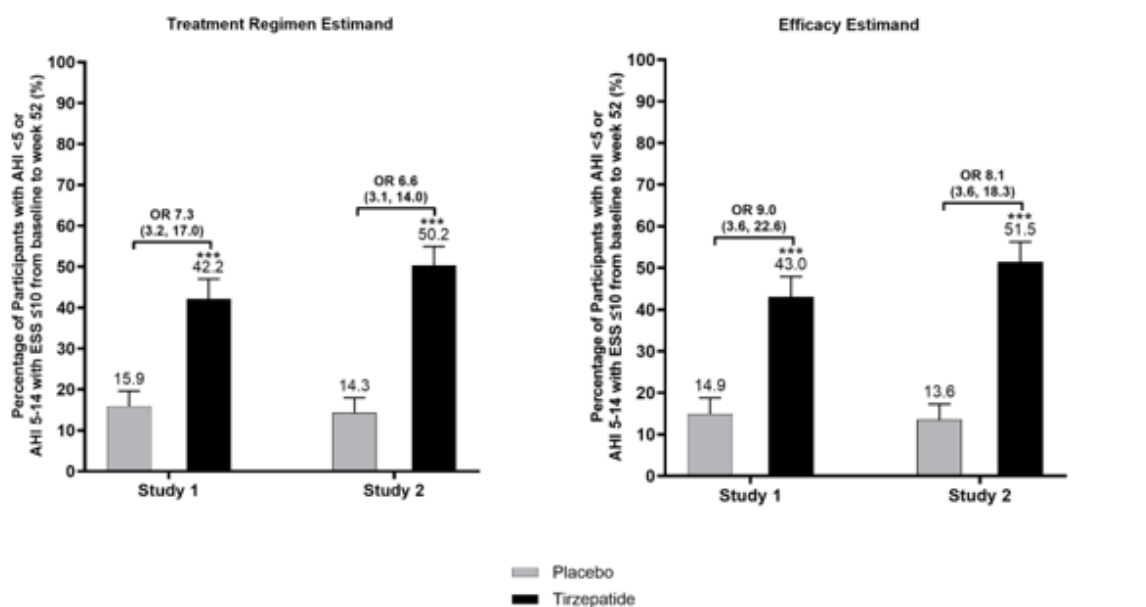 Treatment Regimen Estimand
Percentage of Participants with AHI <5 or
AHI 5-14 with ESS ≤10 from baseline to week 52 (%)
100
90
80
70
60
50
40
30
20
10
0
OR 7.3
(3.2, 17.0)
***
42.2
15.9
OR 6.6
(3.1, 14.0)
***
50.2
14.3
Study 1
Study 2
Efficacy Estimand
Percentage of Participants with AHI <5 or
AHI 5-14 with ESS ≤10 from baseline to week 52 (%)
100
90
80
70
60
50
40
30
20
10
0
OR 9.0
(3.6, 22.6)
***
43.0
14.9
OR 8.1
(3.6, 18.3)
***
51.5
13.6
Study 1
Study 2
Placebo
Tirzepatide